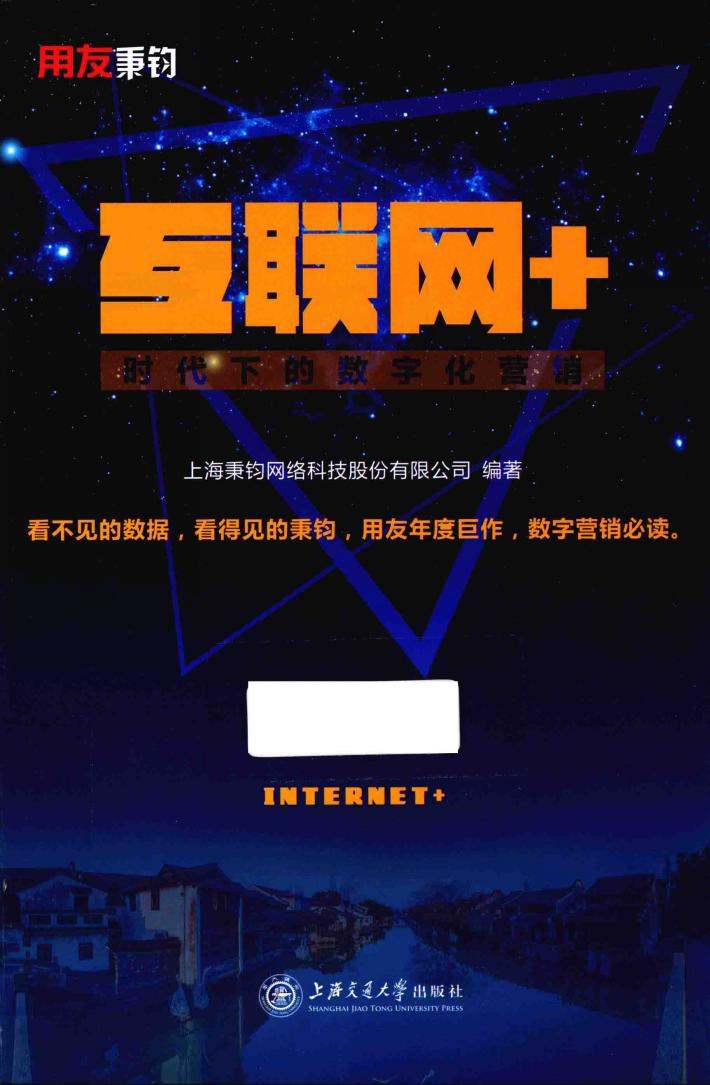 用友秉钧
互联网+
时代下的数字化营销
上海秉钧网络科技股份有限公司 编著
看不见的数据，看得见的秉钧，用友年度巨作，数字营销必读。
INTERNET+
上海交通大学出版社
SHANGHAI JIAO TONG UNIVERSITY PRESS